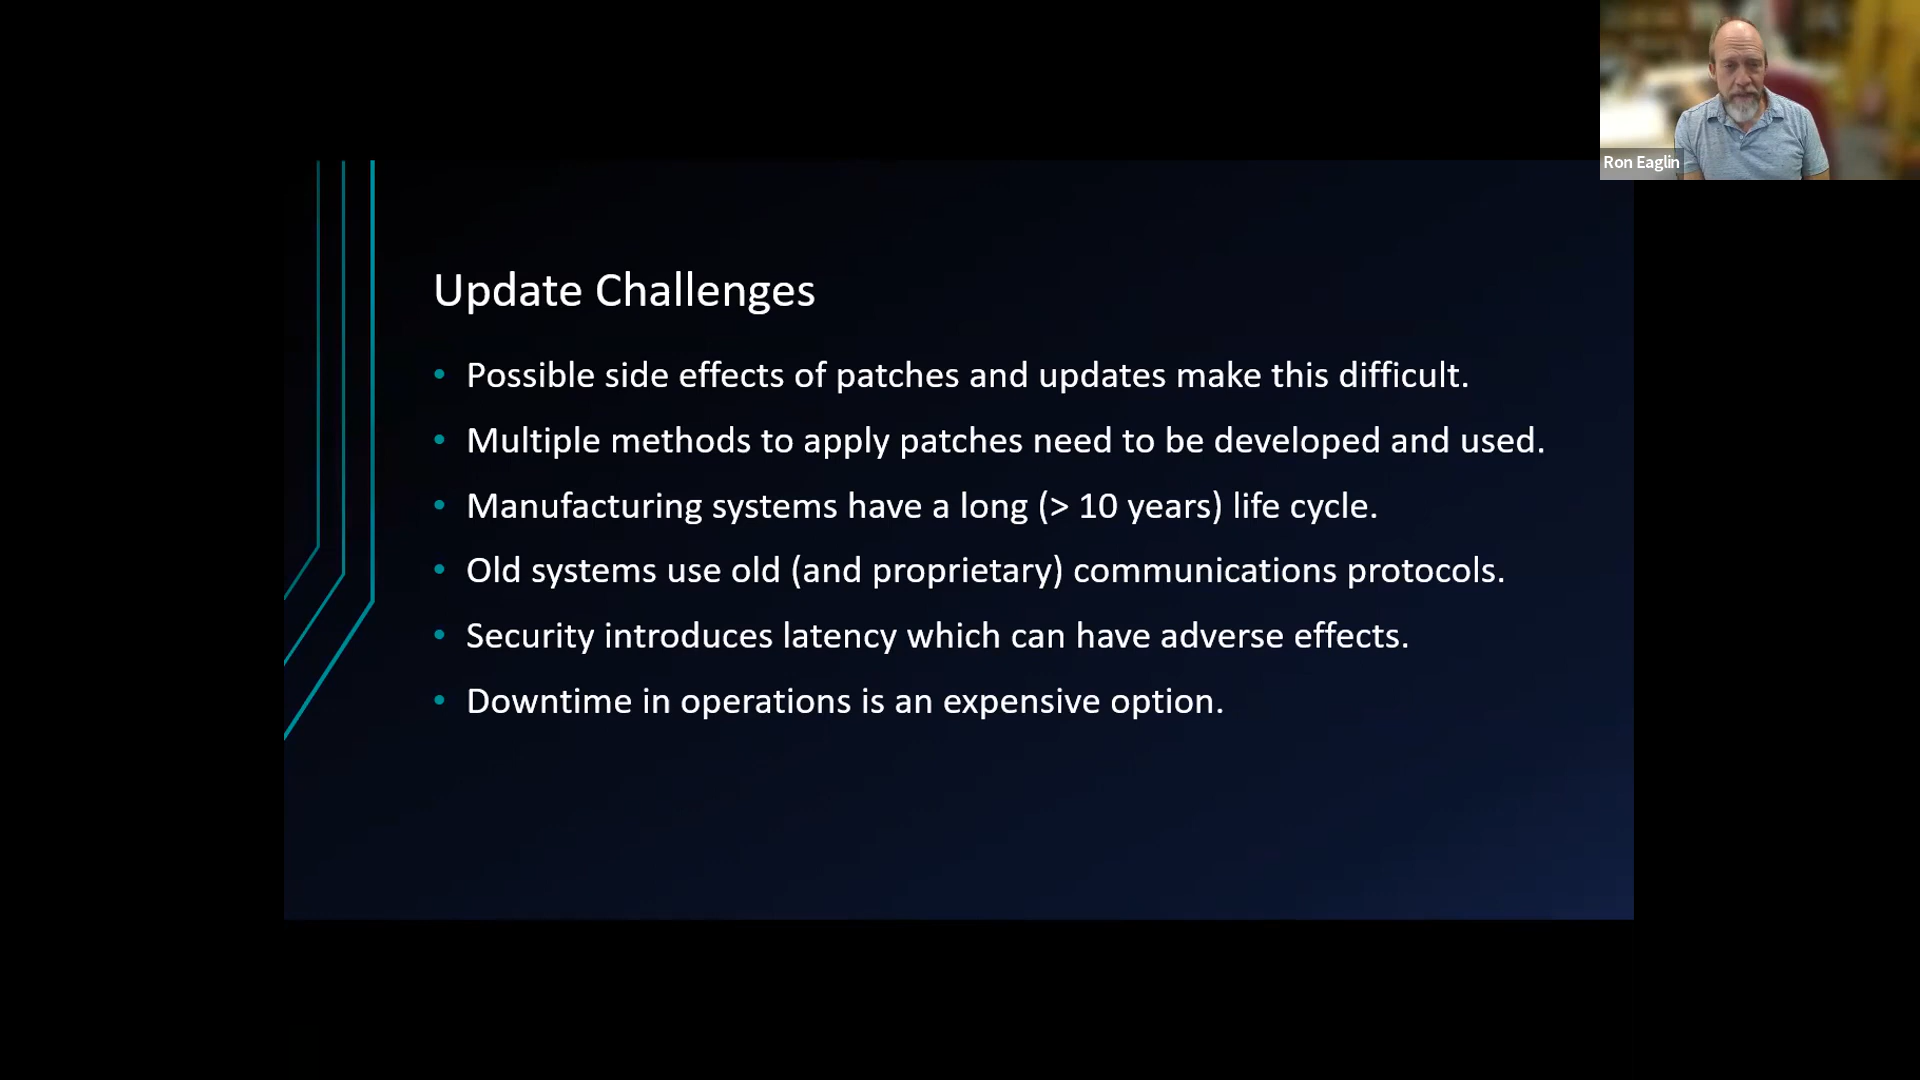 Ron Eaglin
Update Challenges
• Possible side effects of patches and updates make this difficult.
• Multiple methods to apply patches need to be developed and used.
• Manufacturing systems have a long (> 10 years) life cycle.
• Old systems use old (and proprietary) communications protocols.
• Security introduces latency which can have adverse effects.
• Downtime in operations is an expensive option.